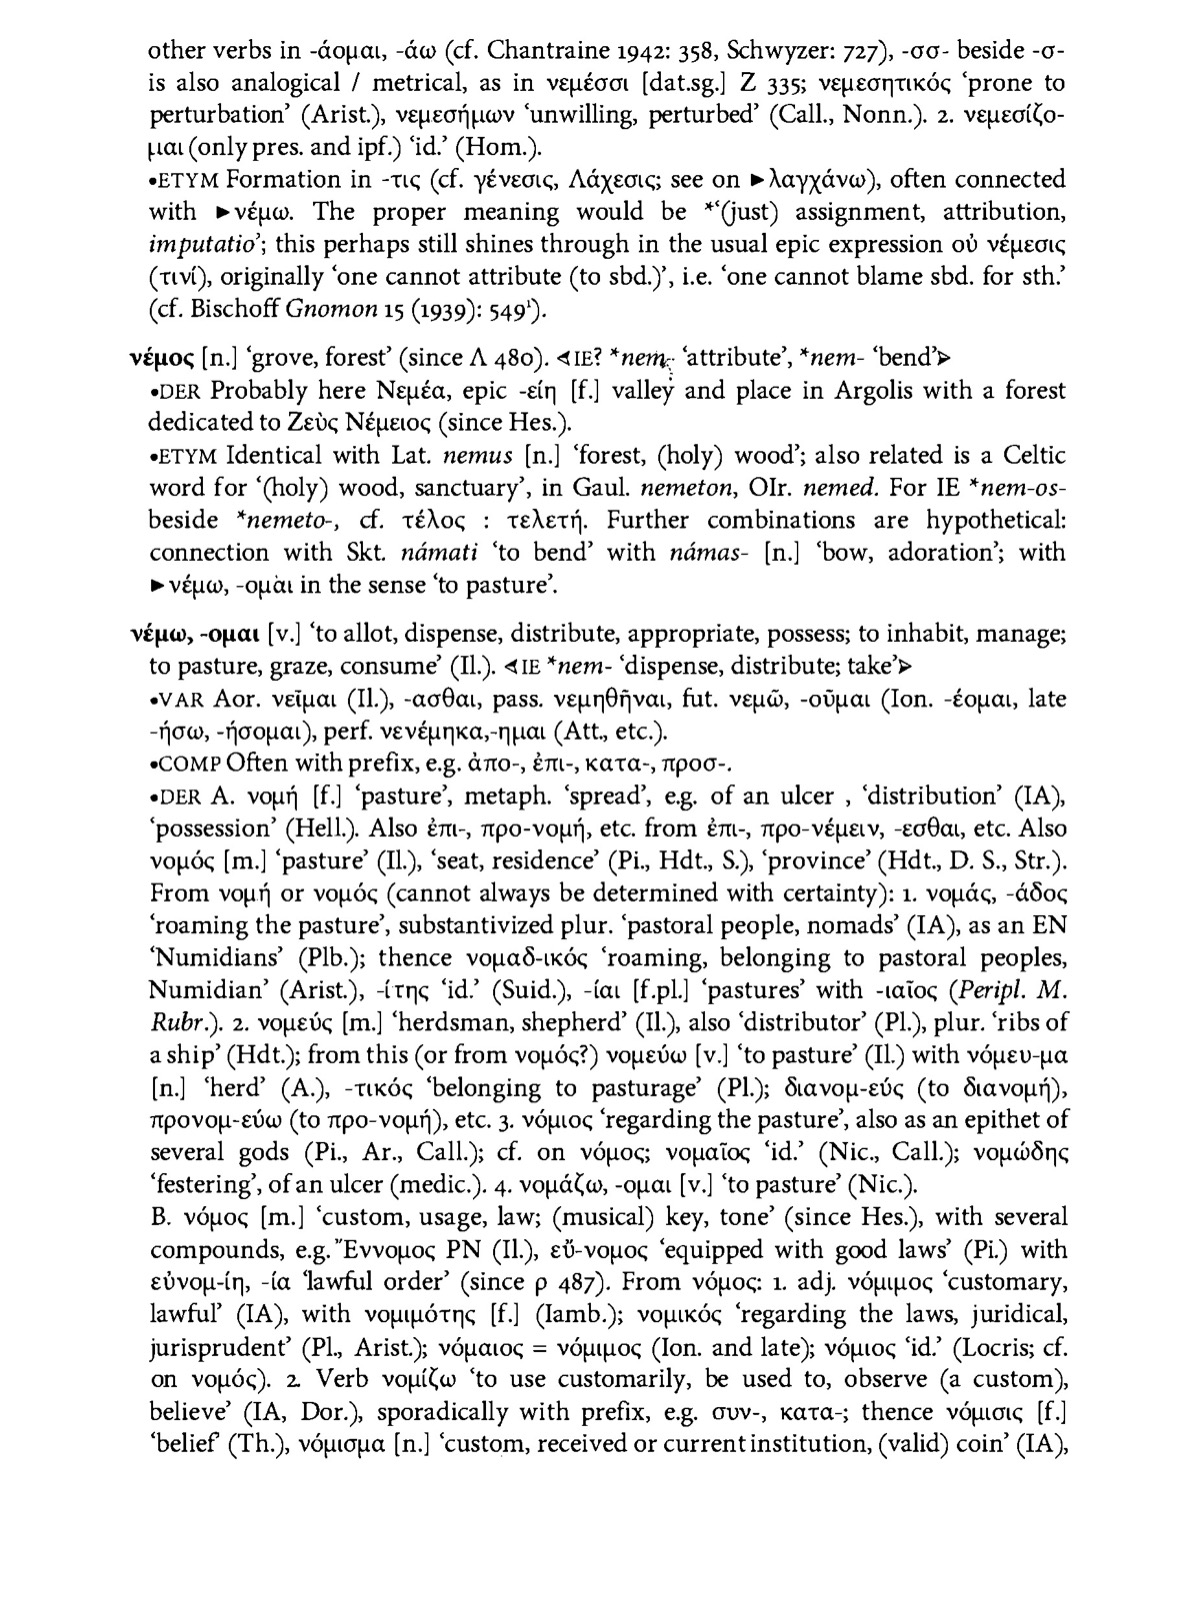 other verbs in -άομαι, -άω (cf. Chantraine 1942: 358, Schwyzer: 727), -σσ- beside -σ-
is also analogical / metrical, as in νεμέσσι [dat.sg.] Ζ 335; νεμεσητικός ‘prone to
perturbation’ (Arist.), νεμεσήμων ‘unwilling, perturbed’ (Call., Nonn.). 2. νεμεσίζο-
μαι (only pres. and ipf.) ‘id.’ (Hom.).
•ETYM Formation in -τις (cf. γένεσις, Λάχεσις; see on ►λαγχάνω), often connected
with ►νέμω. The proper meaning would be *‘(just) assignment, attribution,
imputatio’; this perhaps still shines through in the usual epic expression οὐ νέμεσις
(τινί), originally ‘one cannot attribute (to sbd.)’, i.e. ‘one cannot blame sbd. for sth.’
(cf. Bischoff Gnomon 15 (1939): 549¹).
νέμος [n.] ‘grove, forest’ (since Λ 480). ⋖IE? *nem- ‘attribute’, *nem- ‘bend’⋗
•DER Probably here Νεμέα, epic -είη [f.] valley and place in Argolis with a forest
dedicated to Ζεὺς Νέμειος (since Hes.).
•ETYM Identical with Lat. nemus [n.] ‘forest, (holy) wood’; also related is a Celtic
word for ‘(holy) wood, sanctuary’, in Gaul. nemeton, OIr. nemed. For IE *nem-os-
beside *nemeto-, cf. τέλος : τελετή. Further combinations are hypothetical:
connection with Skt. námati ‘to bend’ with námas- [n.] ‘bow, adoration’; with
►νέμω, -ομὰι in the sense ‘to pasture’.
νέμω, -ομαι [v.] ‘to allot, dispense, distribute, appropriate, possess; to inhabit, manage;
to pasture, graze, consume’ (Il.). ⋖IE *nem- ‘dispense, distribute; take’⋗
•VAR Aor. νεῖμαι (Il.), -ασθαι, pass. νεμηθῆναι, fut. νεμῶ, -οῦμαι (Ion. -έομαι, late
-ήσω, -ήσομαι), perf. νενέμηκα,-ημαι (Att., etc.).
•COMP Often with prefix, e.g. ἀπο-, ἐπι-, κατα-, προσ-.
•DER A. νομή [f.] ‘pasture’, metaph. ‘spread’, e.g. of an ulcer , ‘distribution’ (IA),
‘possession’ (Hell.). Also ἐπι-, προ-νομή, etc. from ἐπι-, προ-νέμειν, -εσθαι, etc. Also
νομός [m.] ‘pasture’ (Il.), ‘seat, residence’ (Pi., Hdt., S.), ‘province’ (Hdt., D. S., Str.).
From νομή or νομός (cannot always be determined with certainty): 1. νομάς, -άδος
‘roaming the pasture’, substantivized plur. ‘pastoral people, nomads’ (IA), as an EN
‘Numidians’ (Plb.); thence νομαδ-ικός ‘roaming, belonging to pastoral peoples,
Numidian’ (Arist.), -ίτης ‘id.’ (Suid.), -ίαι [f.pl.] ‘pastures’ with -ιαῖος (Peripl. M.
Rubr.). 2. νομεύς [m.] ‘herdsman, shepherd’ (Il.), also ‘distributor’ (Pl.), plur. ‘ribs of
a ship’ (Hdt.); from this (or from νομός?) νομεύω [v.] ‘to pasture’ (Il.) with νόμευ-μα
[n.] ‘herd’ (A.), -τικός ‘belonging to pasturage’ (Pl.); διανομ-εύς (to διανομή),
προνομ-εύω (to προ-νομή), etc. 3. νόμιος ‘regarding the pasture’, also as an epithet of
several gods (Pi., Ar., Call.); cf. on νόμος; νομαῖος ‘id.’ (Nic., Call.); νομώδης
‘festering’, of an ulcer (medic.). 4. νομάζω, -ομαι [v.] ‘to pasture’ (Nic.).
B. νόμος [m.] ‘custom, usage, law; (musical) key, tone’ (since Hes.), with several
compounds, e.g. Ἔννομος PN (Il.), εὔ-νομος ‘equipped with good laws’ (Pi.) with
εὐνομ-ίη, -ία ‘lawful order’ (since ρ 487). From νόμος: 1. adj. νόμιμος ‘customary,
lawful’ (IA), with νομιμότης [f.] (Iamb.); νομικός ‘regarding the laws, juridical,
jurisprudent’ (Pl., Arist.); νόμαιος = νόμιμος (Ion. and late); νόμιος ‘id.’ (Locris; cf.
on νομός). 2. Verb νομίζω ‘to use customarily, be used to, observe (a custom),
believe’ (IA, Dor.), sporadically with prefix, e.g. συν-, κατα-; thence νόμισις [f.]
‘belief’ (Th.), νόμισμα [n.] ‘custom, received or current institution, (valid) coin’ (IA),